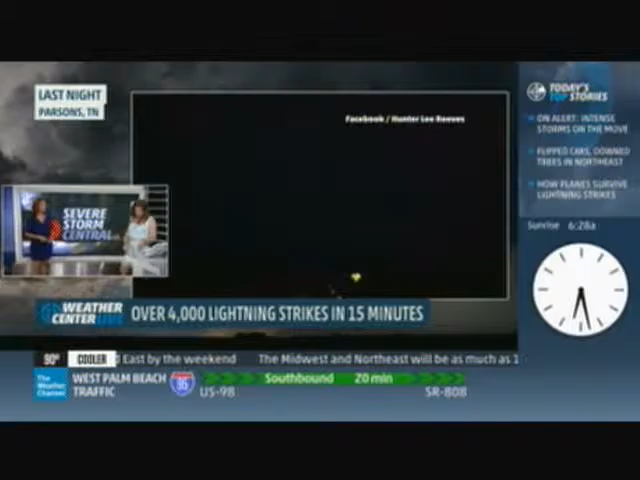 LAST NIGHT
PARSONS, TN
Facebook / Hunter Lee Reeves
SEVERE
STORM
CENTRAL
TODAY'S
TOP STORIES
ON ALERT: INTENSE
STORMS ON THE MOVE
FLIPPED CARS, DOWNED
TREES IN NORTHEAST
HOW PLANES SURVIVE
LIGHTNING STRIKES
Sunrise 6:28a
WEATHER
CENTER LIVE
OVER 4,000 LIGHTNING STRIKES IN 15 MINUTES
90° COOLER East by the weekend The Midwest and Northeast will be as much as 1
The
Weather
Channel
WEST PALM BEACH
TRAFFIC
95
Southbound 20 min
US-98 SR-808